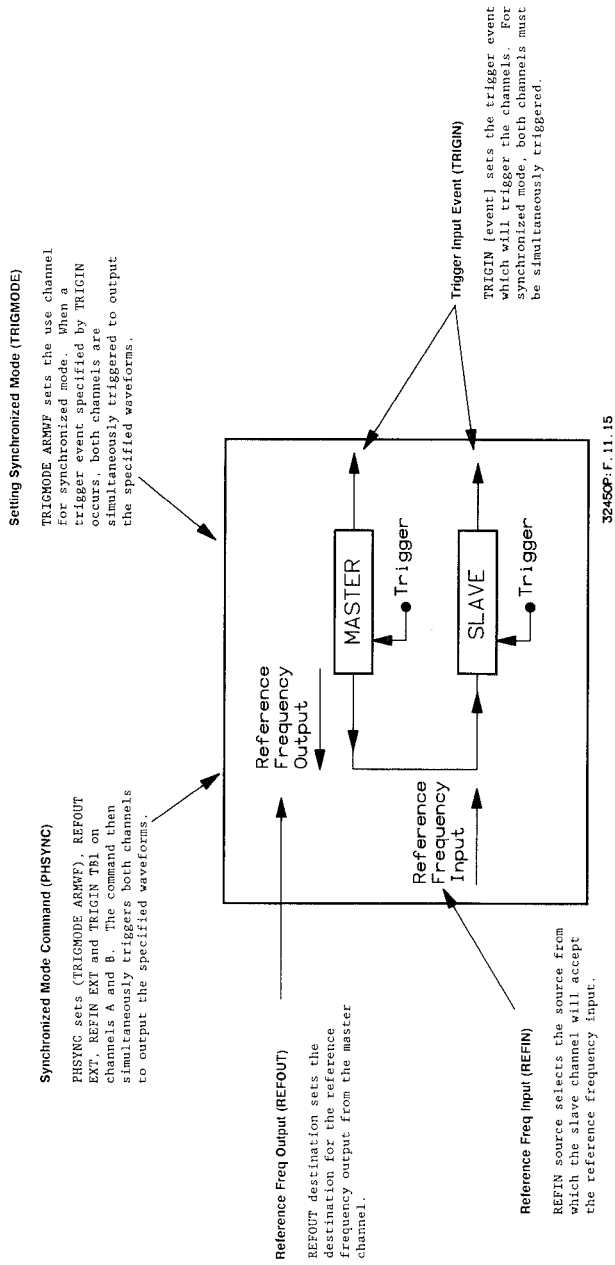 Synchronized Mode Command (PHSYNC)
PHSYNC sets (TRIGMODE ARMWF), REFOUT
EXT, REFIN EXT and TRIGIN TB1 on
channels A and B. The command then
simultaneously triggers both channels
to output the specified waveforms.
Setting Synchronized Mode (TRIGMODE)
TRIGMODE ARMWF sets the use channel
for synchronized mode. When a
trigger event specified by TRIGIN
occurs, both channels are
simultaneously triggered to output
the specified waveforms.
Reference Freq Output (REFOUT)
REFOUT destination sets the
destination for the reference
frequency output from the master
channel.
Reference
Frequency
Output
MASTER
Trigger
Reference
Frequency
Input
SLAVE
Trigger
Trigger Input Event (TRIGIN)
TRIGIN [event] sets the trigger event
which will trigger the channels. For
synchronized mode, both channels must
be simultaneously triggered.
Reference Freq Input (REFIN)
REFIN source selects the source from
which the slave channel will accept
the reference frequency input.
32450P:F.11.15